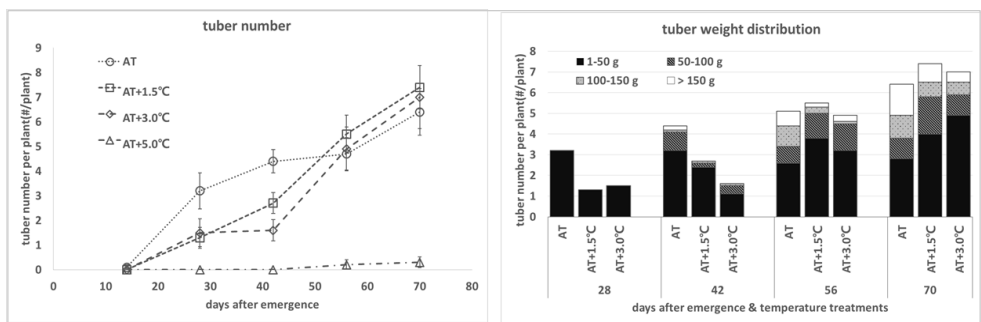 tuber number
tuber number per plant(#/plant)
9
8
7
6
5
4
3
2
1
0
AT
AT+1.5℃
AT+3.0℃
AT+5.0℃
0 10 20 30 40 50 60 70 80
days after emergence
tuber weight distribution
tuber number per plant (#/plant)
8
7
6
5
4
3
2
1
0
1-50 g 50-100 g
100-150 g > 150 g
AT AT+1.5℃ AT+3.0℃ AT AT+1.5℃ AT+3.0℃ AT AT+1.5℃ AT+3.0℃ AT AT+1.5℃ AT+3.0℃
28 42 56 70
days after emergence & temperature treatments